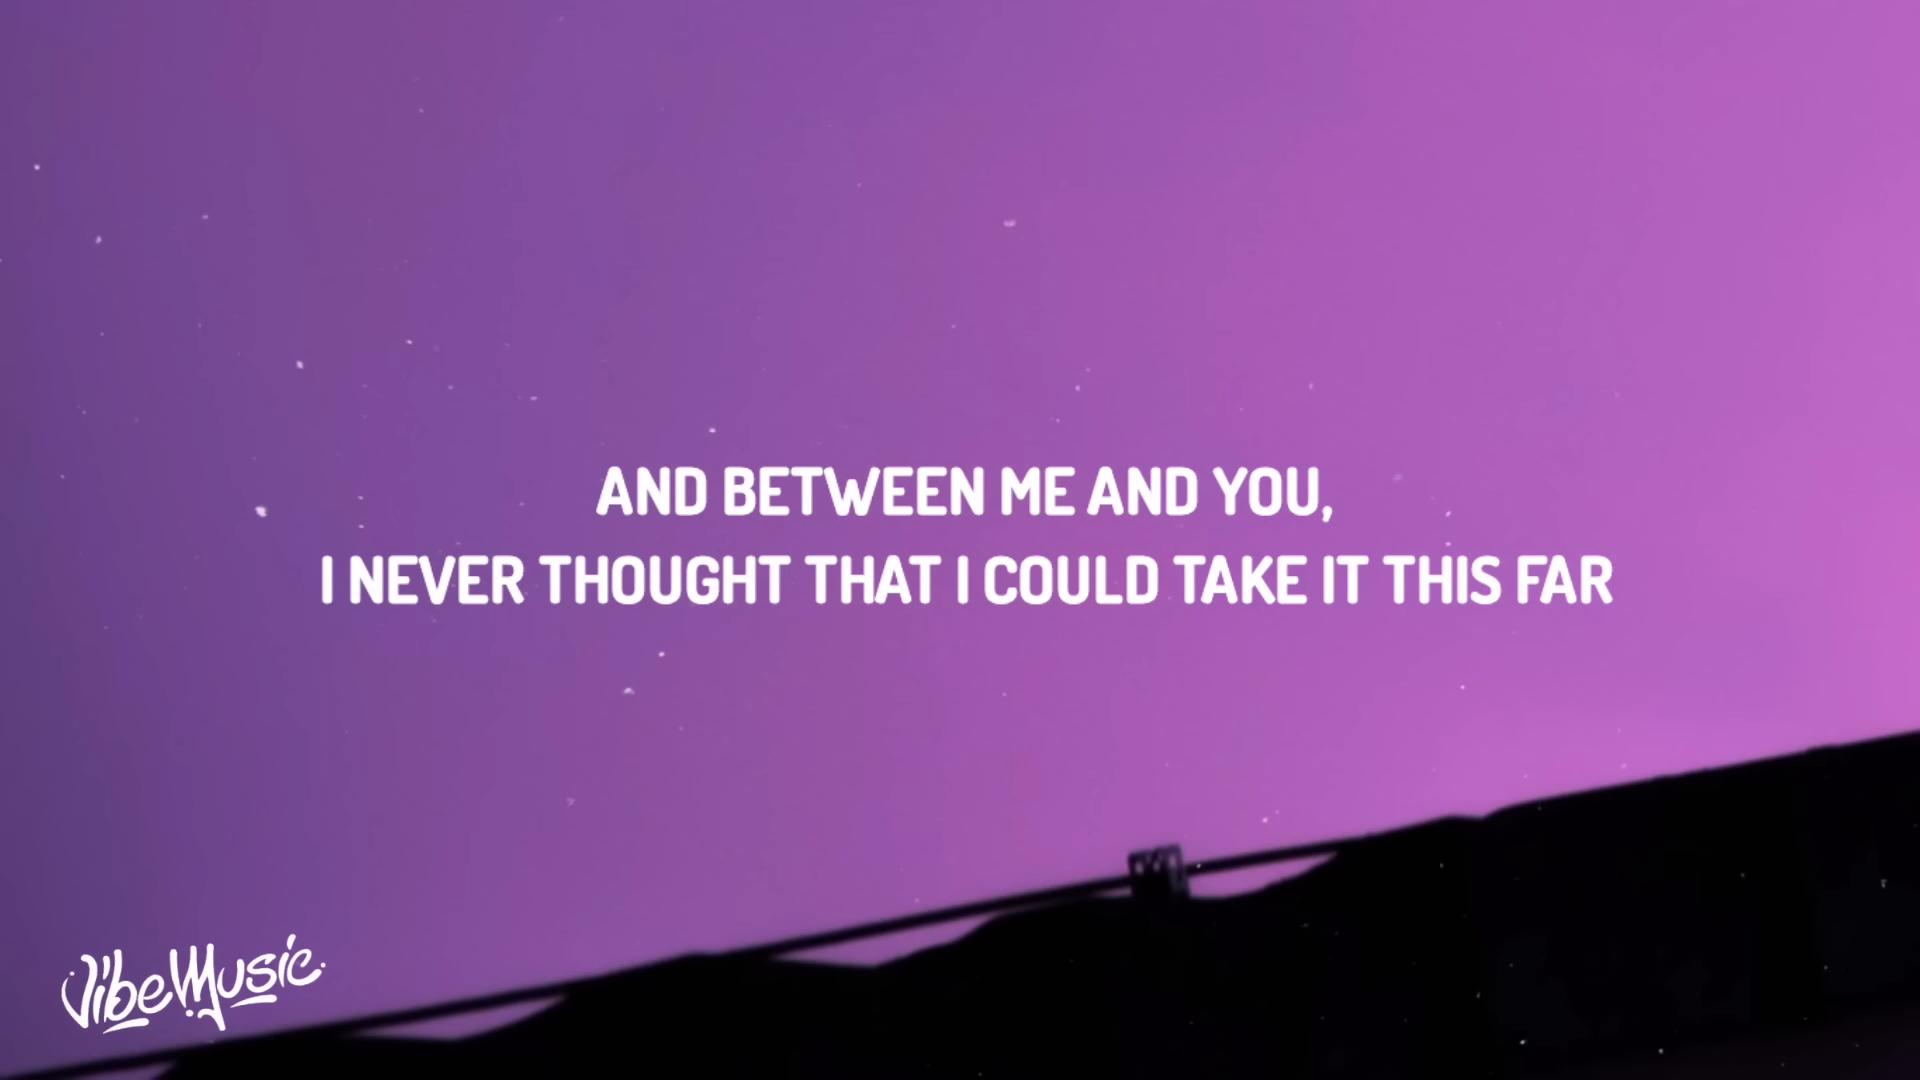 AND BETWEEN ME AND YOU,
I NEVER THOUGHT THAT I COULD TAKE IT THIS FAR
VibeMusic